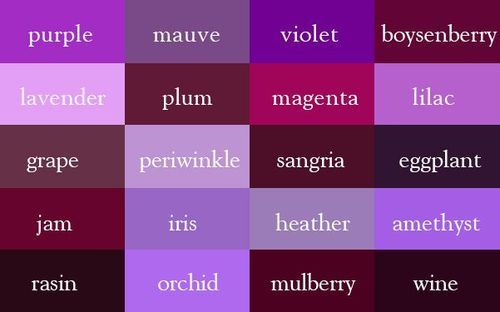 purple mauve violet boysenberry
lavender plum magenta lilac
grape periwinkle sangria eggplant
jam iris heather amethyst
rasin orchid mulberry wine